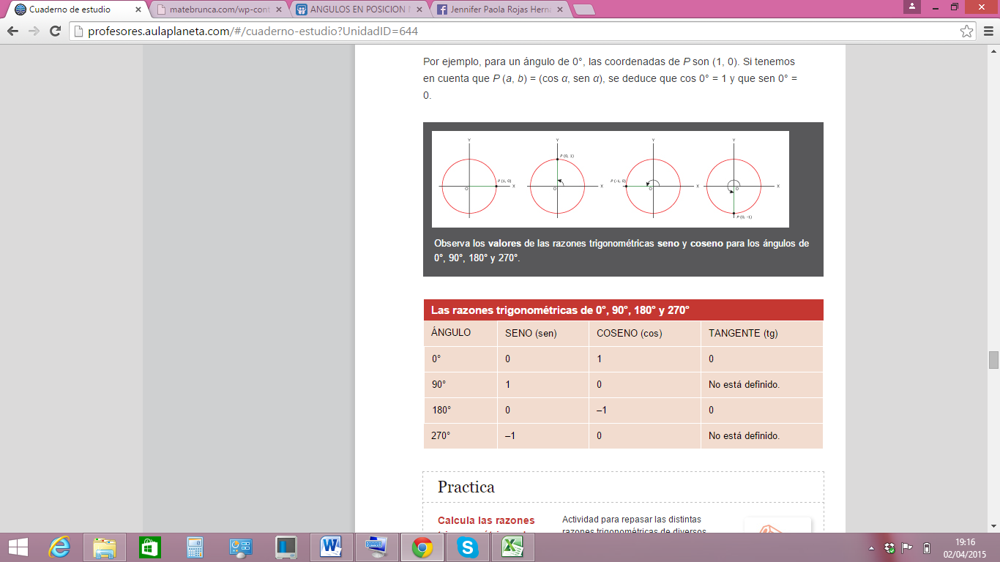 Cuaderno de estudio
matebrunca.com/wp-cont
ANGULOS EN POSICION
Jennifer Paola Rojas Hern
profesores.aulaplaneta.com/#/cuaderno-estudio?UnidadID=644
Por ejemplo, para un ángulo de 0°, las coordenadas de P son (1, 0). Si tenemos
en cuenta que P (a, b) = (cos α, sen α), se deduce que cos 0° = 1 y que sen 0° =
0.
Y
P (1, 0)
X
O
Y
P (0, 1)
X
O
Y
P (-1, 0)
X
O
Y
X
O
P (0, -1)
Observa los valores de las razones trigonométricas seno y coseno para los ángulos de
0°, 90°, 180° y 270°.
Las razones trigonométricas de 0°, 90°, 180° y 270°
ÁNGULO SENO (sen) COSENO (cos) TANGENTE (tg)
0° 0 1 0
90° 1 0 No está definido.
180° 0 –1 0
270° –1 0 No está definido.
Practica
Calcula las razones
Actividad para repasar las distintas
razones trigonométricas de diversos
19:16
02/04/2015